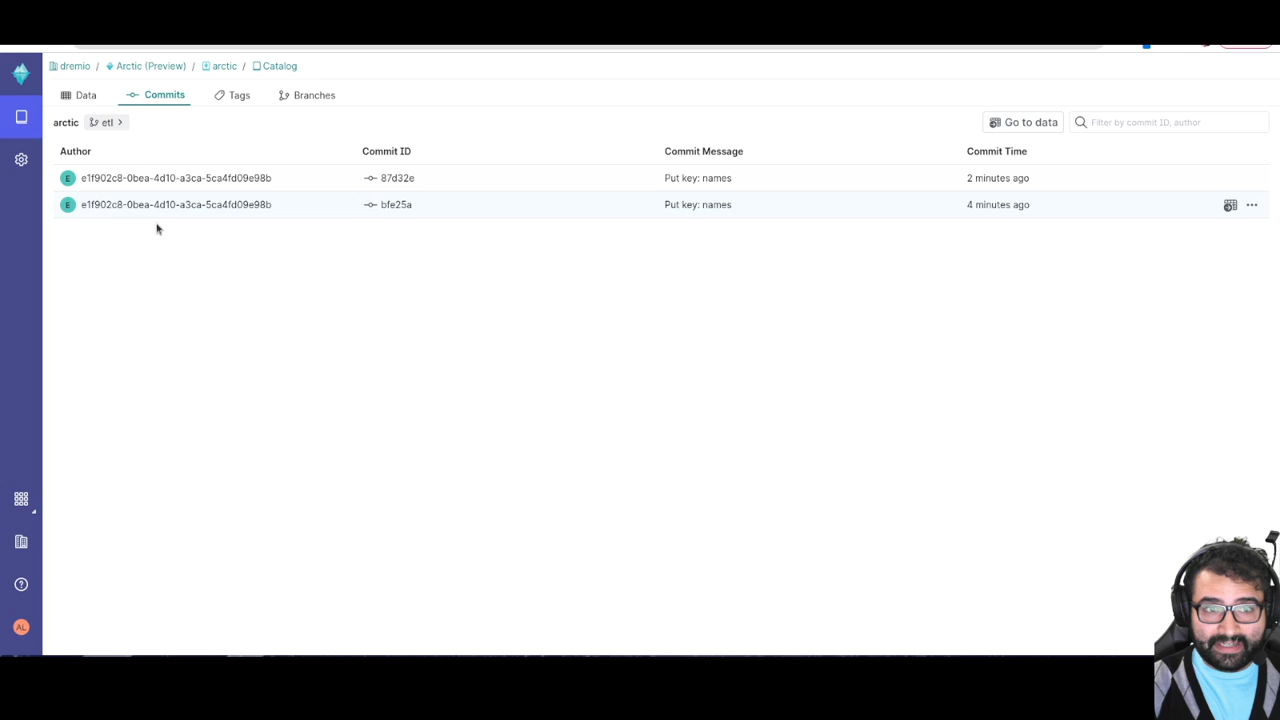 dremio / Arctic (Preview) / arctic / Catalog
Data Commits Tags Branches
arctic etl > Go to data Filter by commit ID, author
Author Commit ID Commit Message Commit Time
E e1f902c8-0bea-4d10-a3ca-5ca4fd09e98b 87d32e Put key: names 2 minutes ago
E e1f902c8-0bea-4d10-a3ca-5ca4fd09e98b bfe25a Put key: names 4 minutes ago
AL